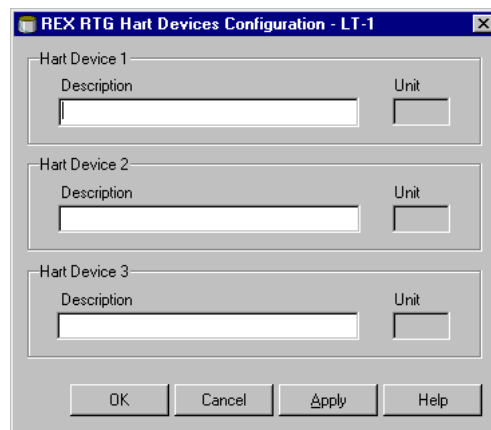 REX RTG Hart Devices Configuration - LT-1
Hart Device 1
Description Unit
Hart Device 2
Description Unit
Hart Device 3
Description Unit
OK Cancel Apply Help